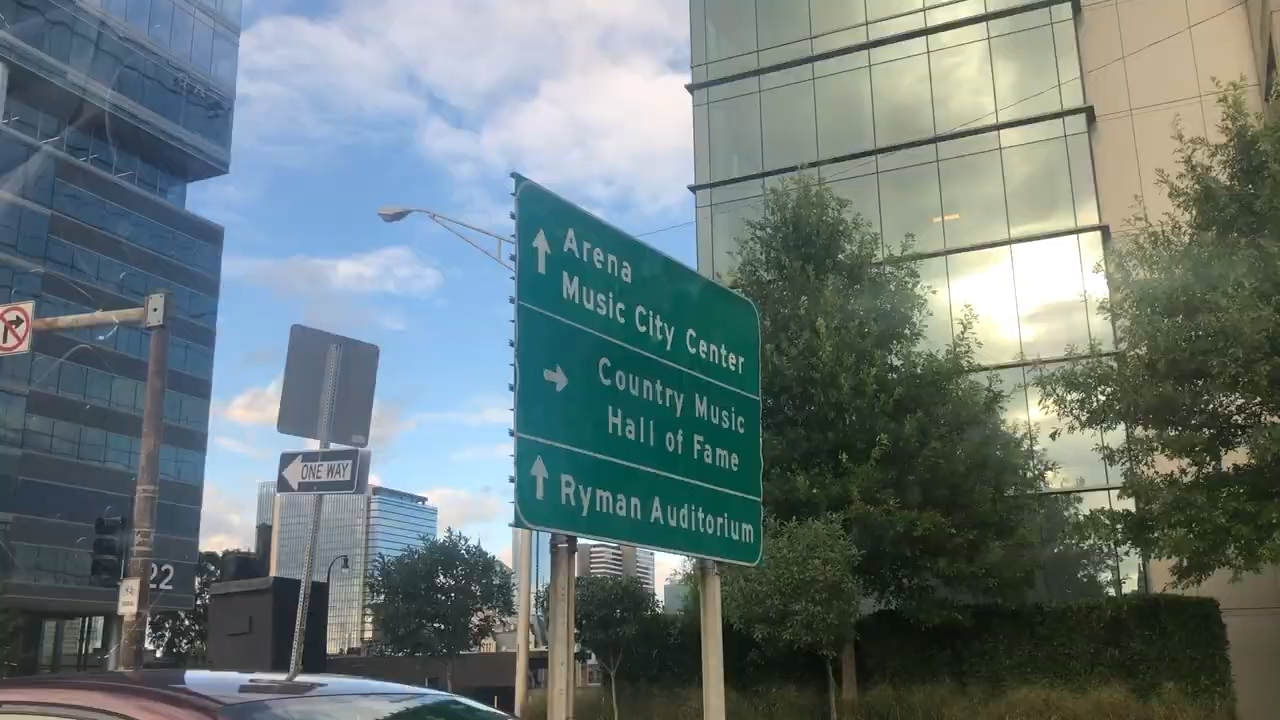 Arena
Music City Center
Country Music
Hall of Fame
Ryman Auditorium
ONE WAY
22